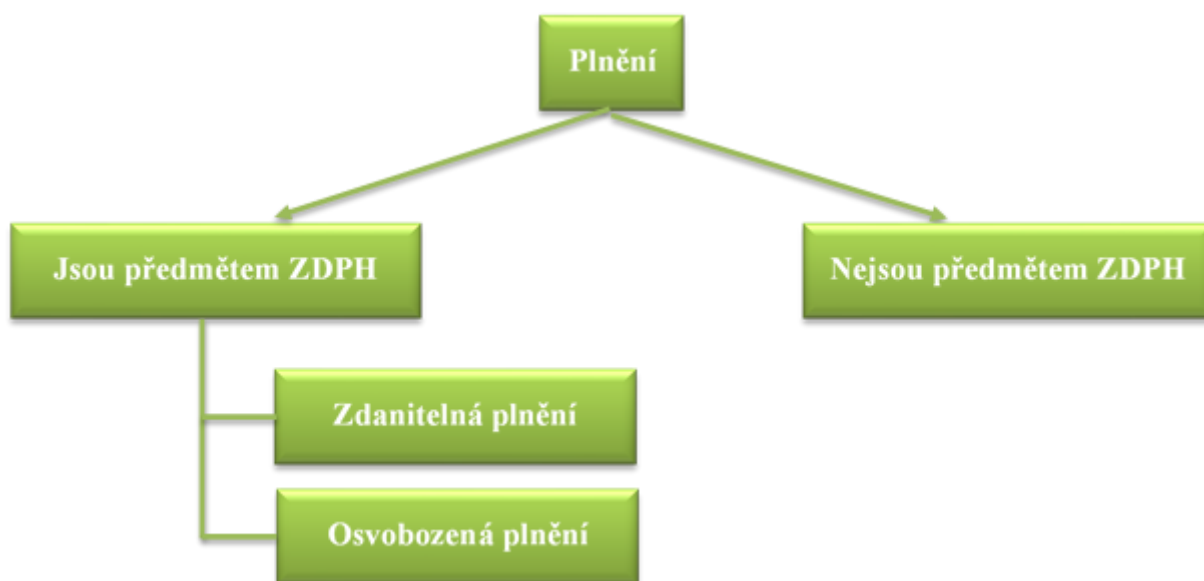 Plnění
Jsou předmětem ZDPH
Nejsou předmětem ZDPH
Zdanitelná plnění
Osvobozená plnění